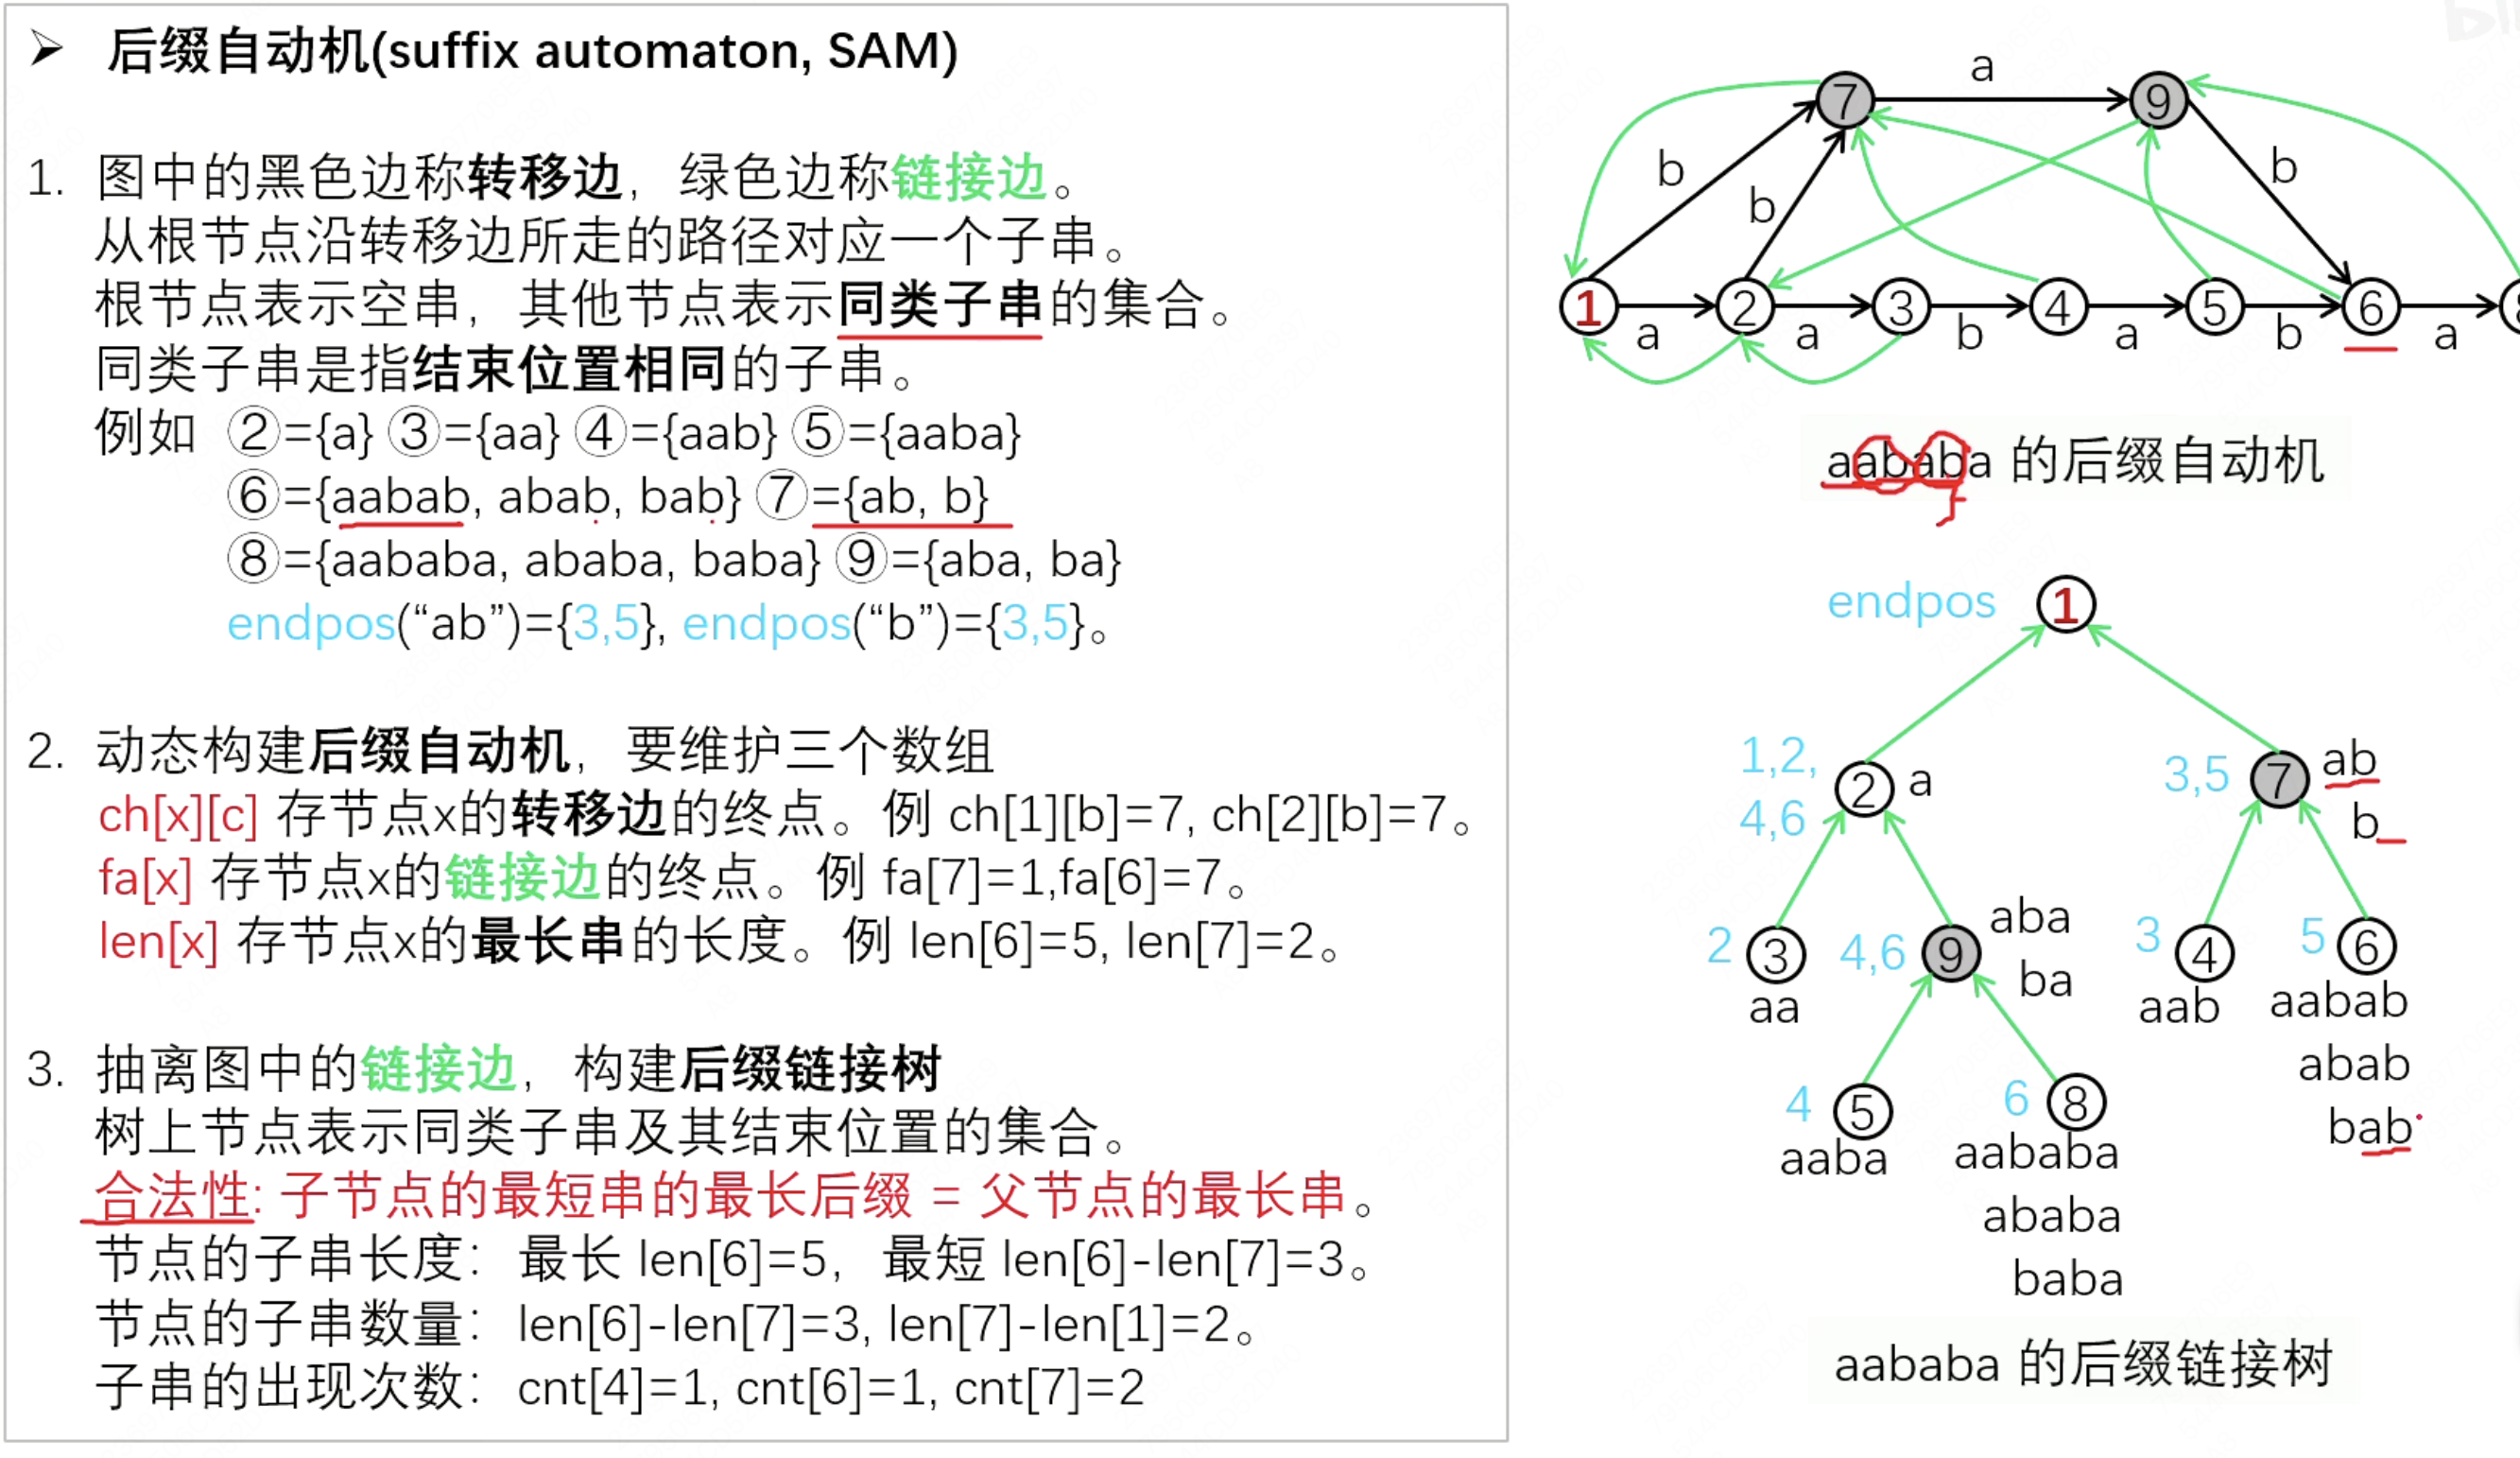 ➢ 后缀自动机(suffix automaton, SAM)
1. 图中的黑色边称转移边，绿色边称链接边。
从根节点沿转移边所走的路径对应一个子串。
根节点表示空串，其他节点表示同类子串的集合。
同类子串是指结束位置相同的子串。
例如 ②={a} ③={aa} ④={aab} ⑤={aaba}
⑥={aabab, abab, bab} ⑦={ab, b}
⑧={aababa, ababa, baba} ⑨={aba, ba}
endpos(“ab”)={3,5}, endpos(“b”)={3,5}。
2. 动态构建后缀自动机，要维护三个数组
ch[x][c] 存节点x的转移边的终点。例 ch[1][b]=7, ch[2][b]=7。
fa[x] 存节点x的链接边的终点。例 fa[7]=1,fa[6]=7。
len[x] 存节点x的最长串的长度。例 len[6]=5, len[7]=2。
3. 抽离图中的链接边，构建后缀链接树
树上节点表示同类子串及其结束位置的集合。
合法性: 子节点的最短串的最长后缀 = 父节点的最长串。
节点的子串长度：最长 len[6]=5，最短 len[6]-len[7]=3。
节点的子串数量：len[6]-len[7]=3, len[7]-len[1]=2。
子串的出现次数：cnt[4]=1, cnt[6]=1, cnt[7]=2
a
7 9
b b b
1 2 3 4 5 6
a a b a b a
aababa 的后缀自动机
endpos 1
1,2, 2 a 3,5 7 ab
4,6 b
2 3 4,6 9 aba 3 4 5 6
aa ba aab aabab
abab
4 5 6 8 bab
aaba aababa
ababa
baba
aababa 的后缀链接树